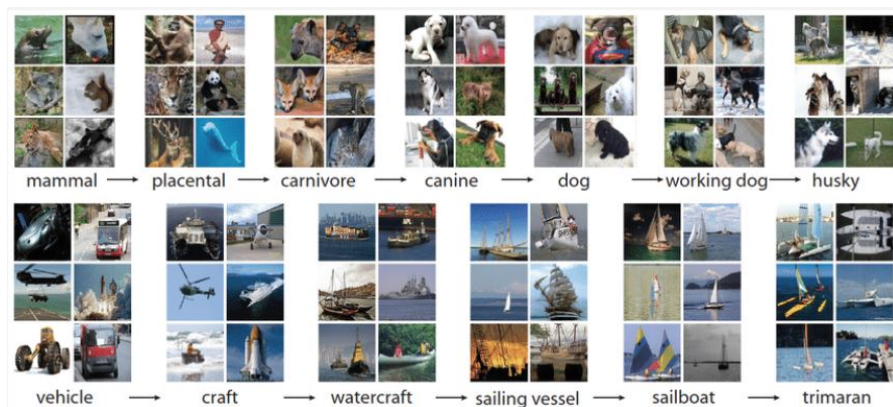 mammal → placental → carnivore → canine → dog → working dog → husky
vehicle → craft → watercraft → sailing vessel → sailboat → trimaran